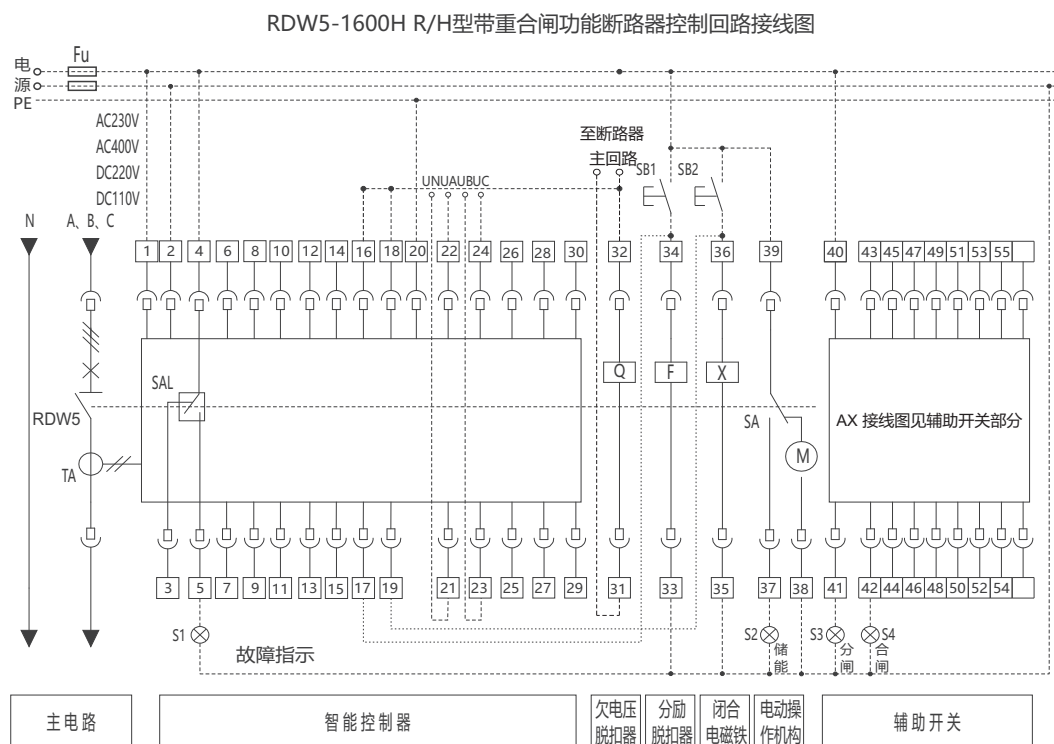 RDW5-1600H R/H型带重合闸功能断路器控制回路接线图
电 Fu
源
PE
AC230V
AC400V
DC220V
DC110V
至断路器
主回路
SB1 SB2
UNUAUBUC
N A、B、C
1 2 4 6 8 10 12 14 16 18 20 22 24 26 28 30 32 34 36 39 40 43 45 47 49 51 53 55
Q F X
SAL
RDW5
SA
AX 接线图见辅助开关部分
M
TA
3 5 7 9 11 13 15 17 19 21 23 25 27 29 31 33 35 37 38 41 42 44 46 48 50 52 54
S1 S2 S3 S4
故障指示
储能 分闸 合闸
主电路 智能控制器 欠电压脱扣器 分励脱扣器 闭合电磁铁 电动操作机构 辅助开关